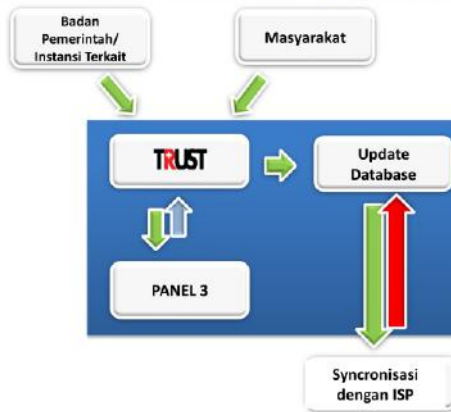 Badan
Pemerintah/
Instansi Terkait
Masyarakat
TRUST
Update
Database
PANEL 3
Syncronisasi
dengan ISP